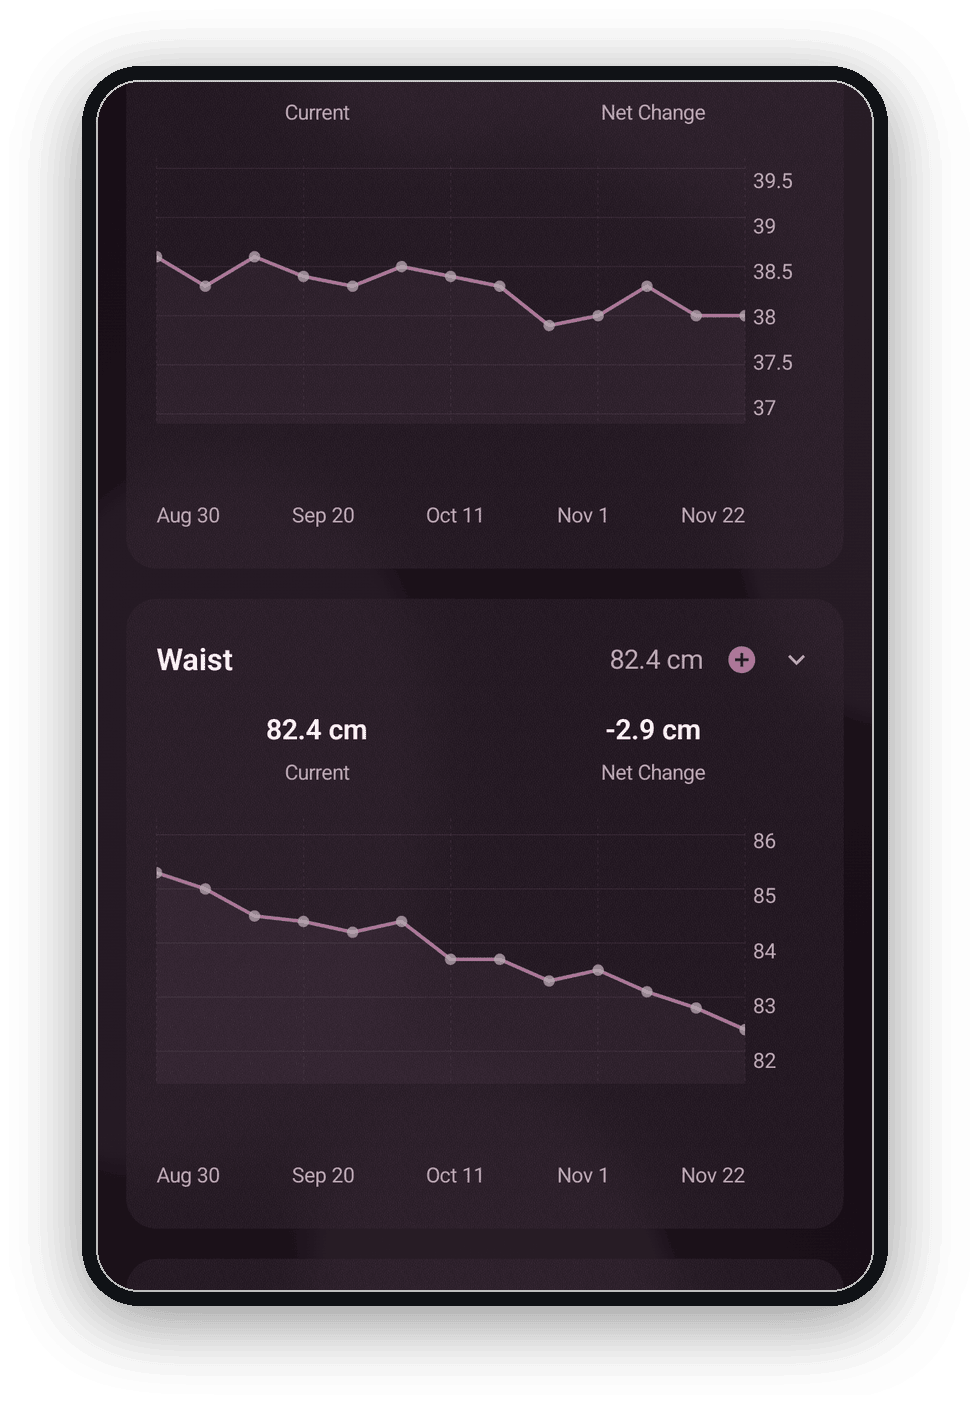 Current Net Change
39.5
39
38.5
38
37.5
37
Aug 30 Sep 20 Oct 11 Nov 1 Nov 22
Waist 82.4 cm
82.4 cm -2.9 cm
Current Net Change
86
85
84
83
82
Aug 30 Sep 20 Oct 11 Nov 1 Nov 22